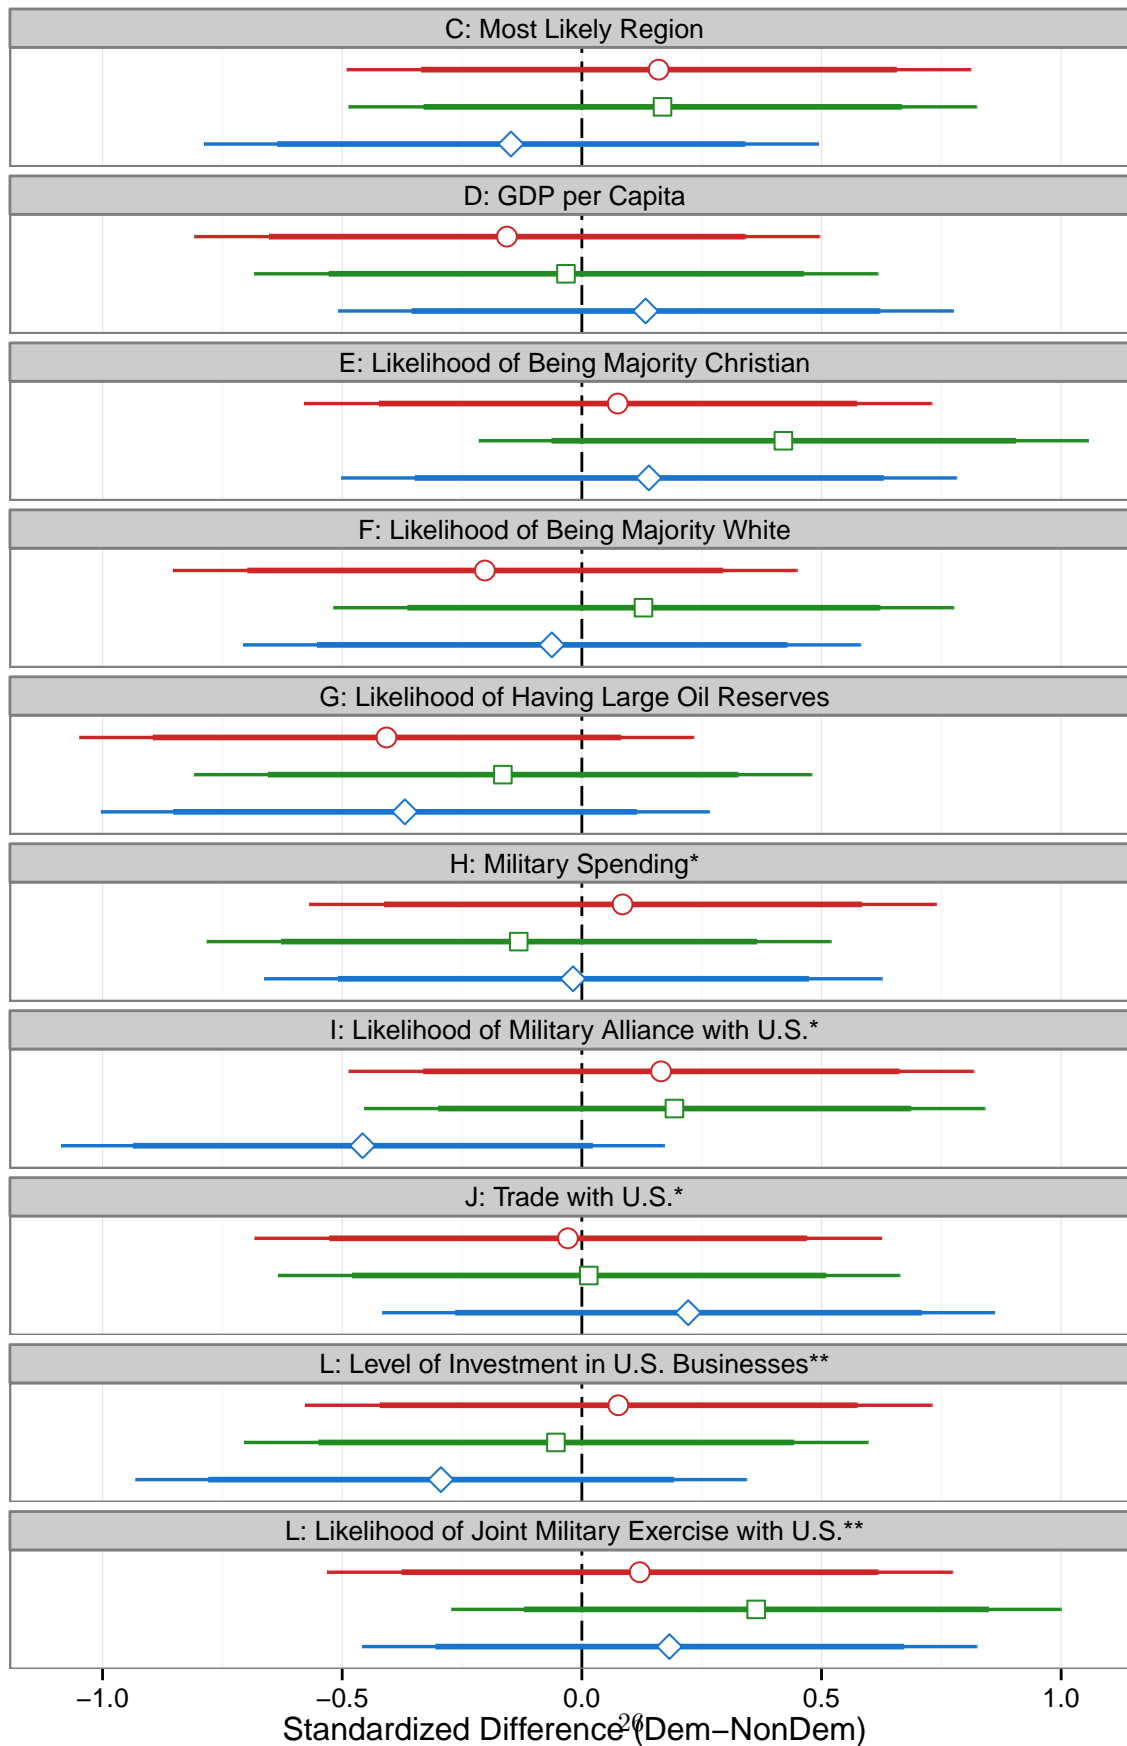 C: Most Likely Region
D: GDP per Capita
E: Likelihood of Being Majority Christian
F: Likelihood of Being Majority White
G: Likelihood of Having Large Oil Reserves
H: Military Spending*
I: Likelihood of Military Alliance with U.S.*
J: Trade with U.S.*
L: Level of Investment in U.S. Businesses**
L: Likelihood of Joint Military Exercise with U.S.**
−1.0 −0.5 0.0 0.5 1.0
Standardized Difference (Dem−NonDem)
26